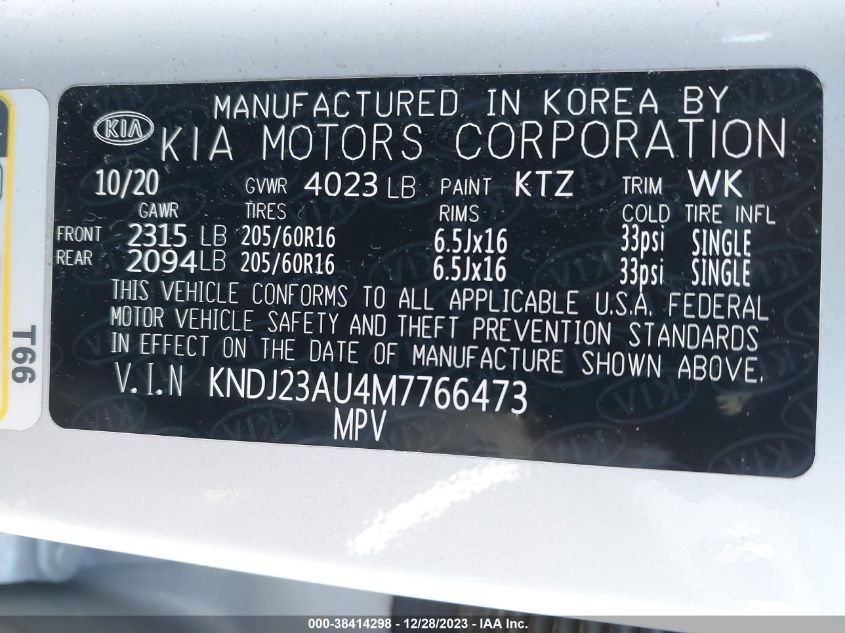 MANUFACTURED IN KOREA BY
KIA KIA MOTORS CORPORATION
10/20 GVWR 4023 LB PAINT KTZ TRIM WK
GAWR TIRES RIMS COLD TIRE INFL
FRONT 2315 LB 205/60R16 6.5Jx16 33psi SINGLE
REAR 2094 LB 205/60R16 6.5Jx16 33psi SINGLE
THIS VEHICLE CONFORMS TO ALL APPLICABLE U.S.A. FEDERAL
MOTOR VEHICLE SAFETY AND THEFT PREVENTION STANDARDS
IN EFFECT ON THE DATE OF MANUFACTURE SHOWN ABOVE.
V.I.N KNDJ23AU4M7766473
MPV
T66
000-38414298 - 12/28/2023 - IAA Inc.